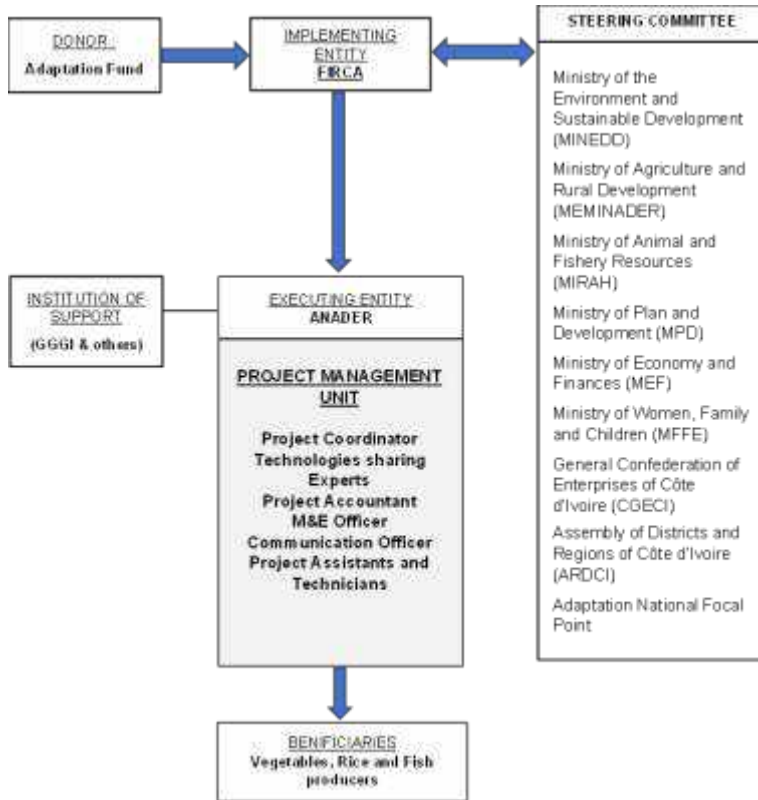 DONOR :
Adaptation Fund
IMPLEMENTING
ENTITY
FIRCA
STEERING COMMITTEE
Ministry of the
Environment and
Sustainable Development
(MINEDD)
Ministry of Agriculture and
Rural Development
(MEMINADER)
Ministry of Animal and
Fishery Resources
(MIRAH)
Ministry of Plan and
Development (MPD)
Ministry of Economy and
Finances (MEF)
Ministry of Women, Family
and Children (MFFE)
General Confederation of
Enterprises of Côte
d'Ivoire (CGECI)
Assembly of Districts and
Regions of Côte d'Ivoire
(ARDCI)
Adaptation National Focal
Point
INSTITUTION OF
SUPPORT
(GGGI & others)
EXECUTING ENTITY
ANADER
PROJECT MANAGEMENT
UNIT
Project Coordinator
Technologies sharing
Experts
Project Accountant
M&E Officer
Communication Officer
Project Assistants and
Technicians
BENIFICIARIES
Vegetables, Rice and Fish
producers